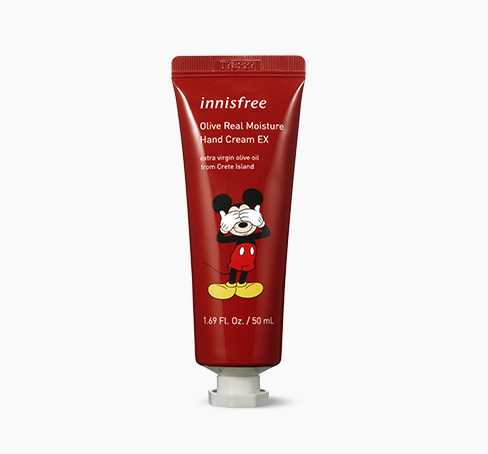 innisfree
Olive Real Moisture
Hand Cream EX
extra virgin olive oil
from Crete Island
1.69 Fl. Oz. / 50 mL